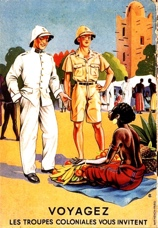 VOYAGEZ
LES TROUPES COLONIALES VOUS INVITENT